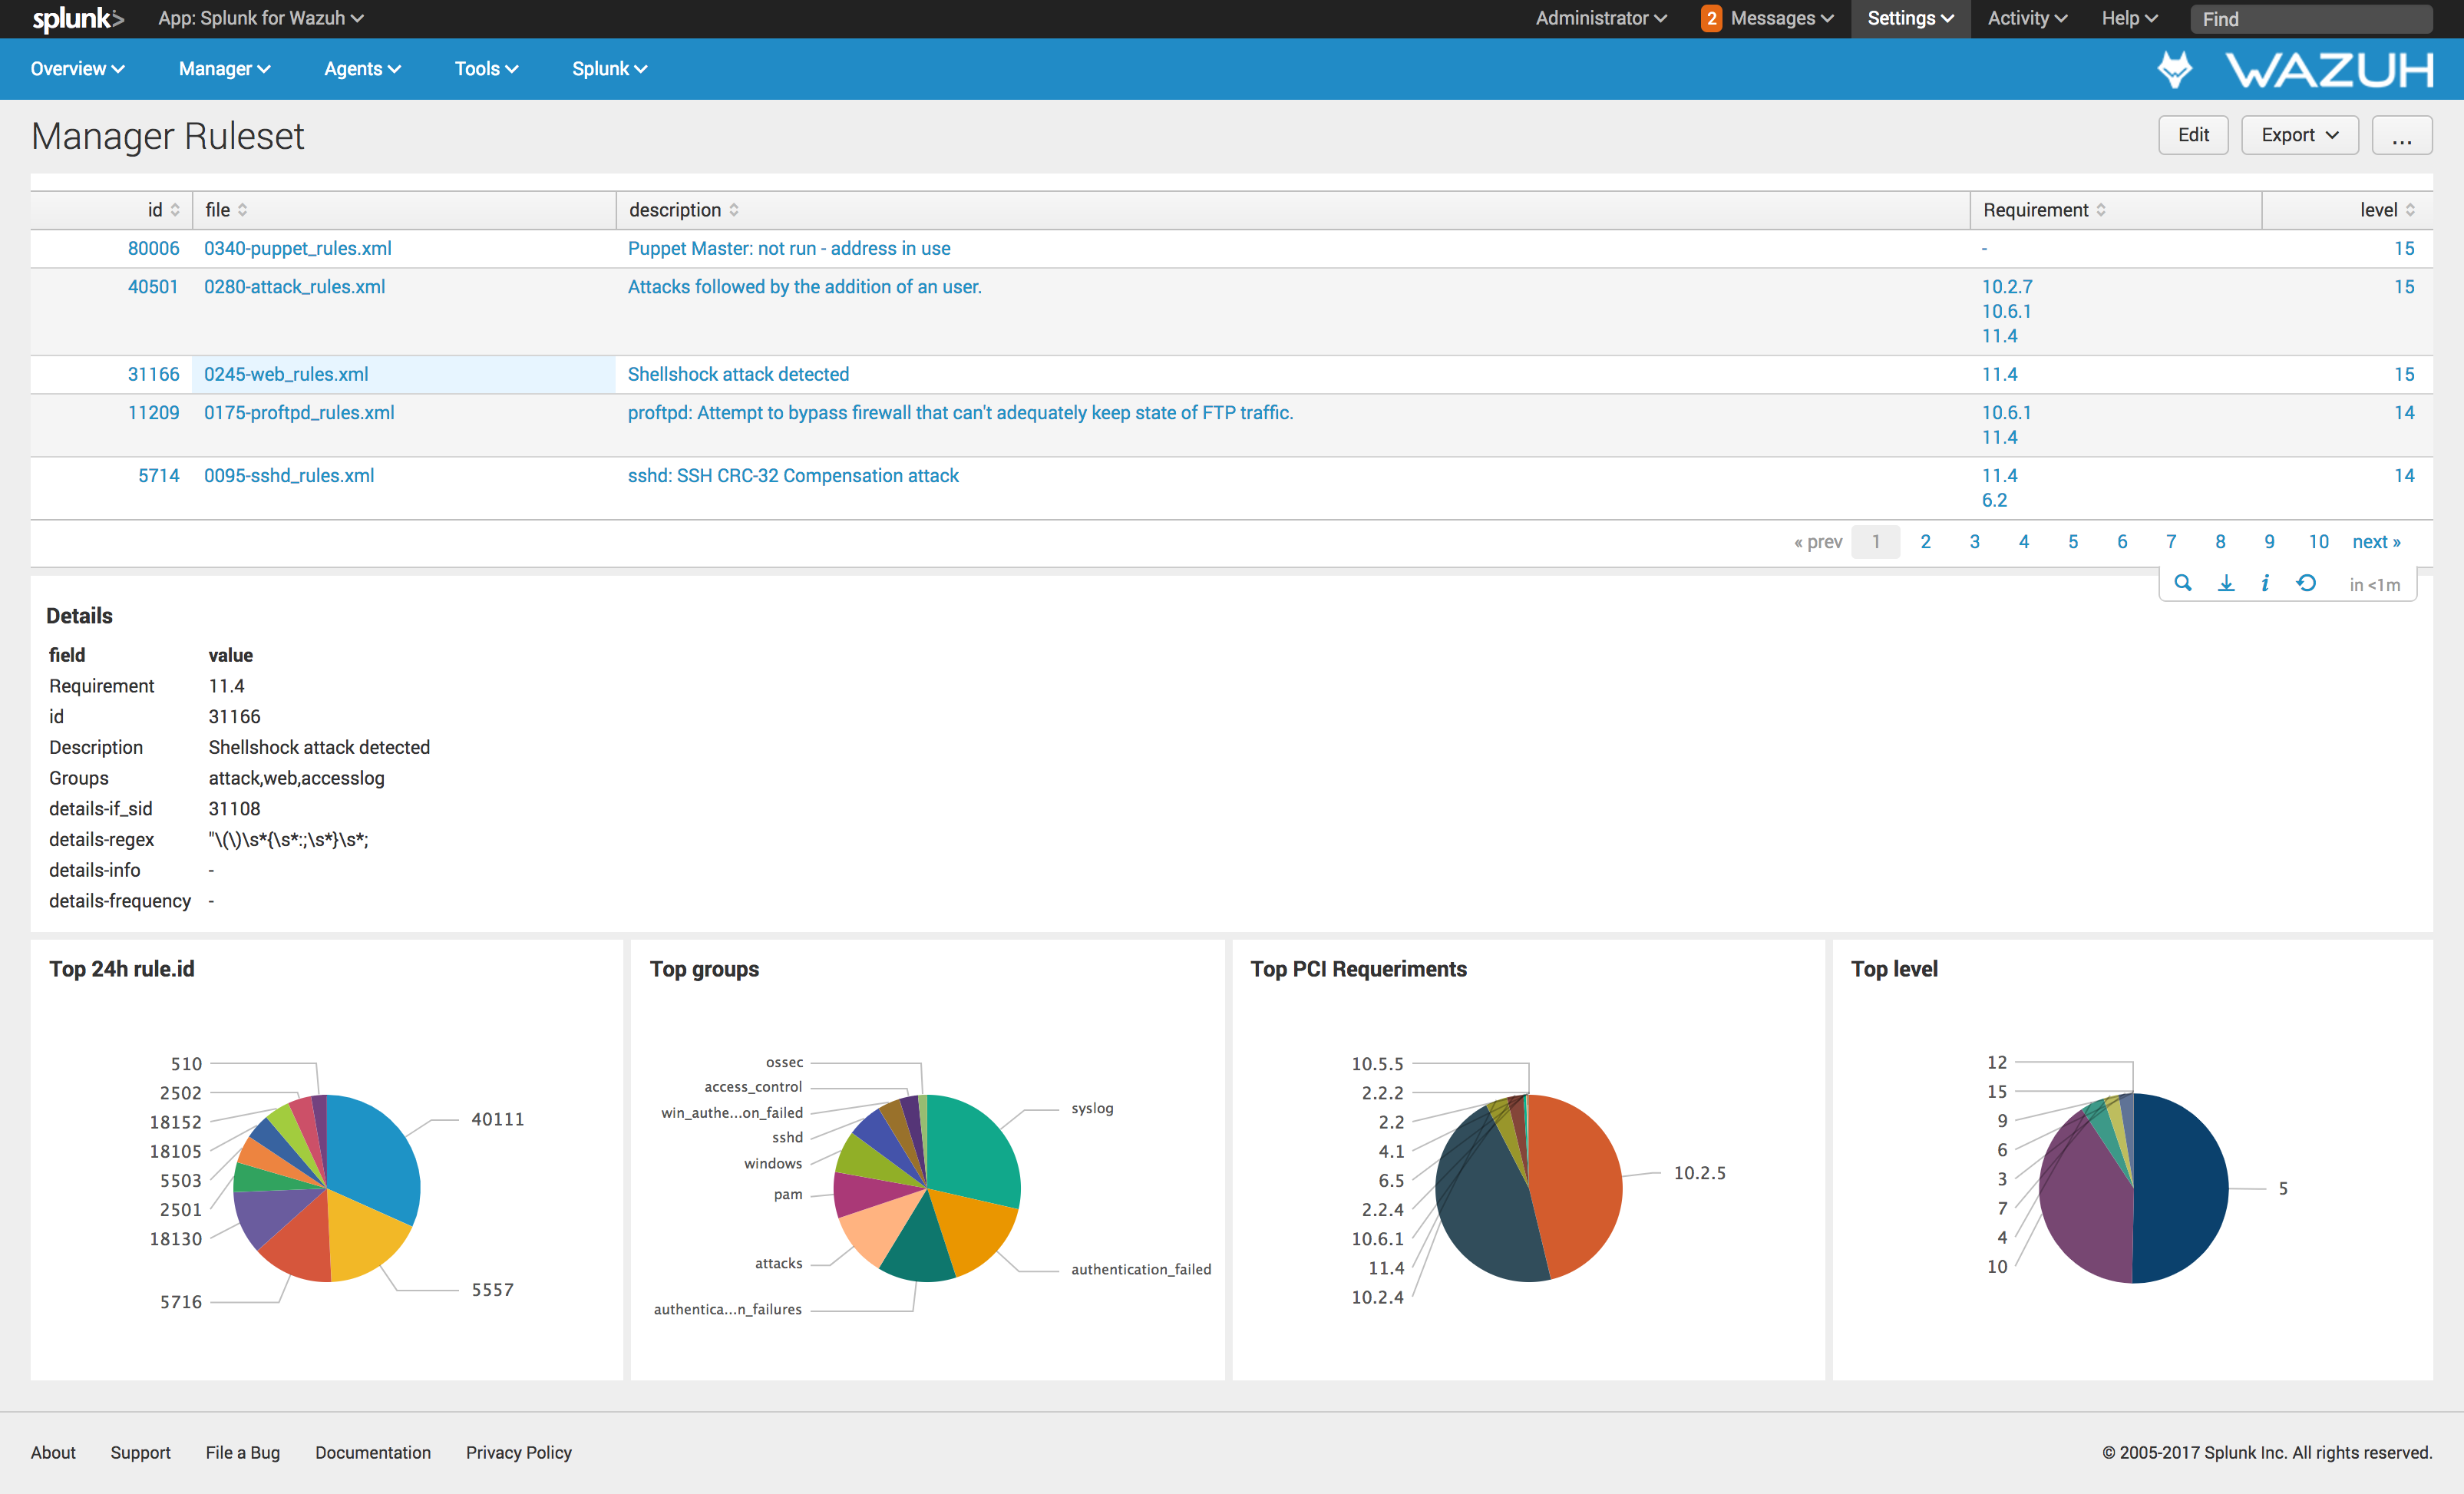 splunk> App: Splunk for Wazuh Administrator 2 Messages Settings Activity Help Find
Overview Manager Agents Tools Splunk WAZUH
Manager Ruleset Edit Export ...
id file description Requirement level
80006 0340-puppet_rules.xml Puppet Master: not run - address in use - 15
40501 0280-attack_rules.xml Attacks followed by the addition of an user. 10.2.7 15
10.6.1
11.4
31166 0245-web_rules.xml Shellshock attack detected 11.4 15
11209 0175-proftpd_rules.xml proftpd: Attempt to bypass firewall that can't adequately keep state of FTP traffic. 10.6.1 14
11.4
5714 0095-sshd_rules.xml sshd: SSH CRC-32 Compensation attack 11.4 14
6.2
« prev 1 2 3 4 5 6 7 8 9 10 next »
i in <1m
Details
field value
Requirement 11.4
id 31166
Description Shellshock attack detected
Groups attack,web,accesslog
details-if_sid 31108
details-regex "\(\)\s*{\s*:;\s*}\s*;
details-info -
details-frequency -
Top 24h rule.id
510
2502
18152
18105
5503
2501
18130
5716
40111
5557
Top groups
ossec
access_control
win_authe...on_failed
sshd
windows
pam
attacks
authentica...n_failures
syslog
authentication_failed
Top PCI Requeriments
10.5.5
2.2.2
2.2
4.1
6.5
2.2.4
10.6.1
11.4
10.2.4
10.2.5
Top level
12
15
9
6
3
7
4
10
5
About Support File a Bug Documentation Privacy Policy © 2005-2017 Splunk Inc. All rights reserved.